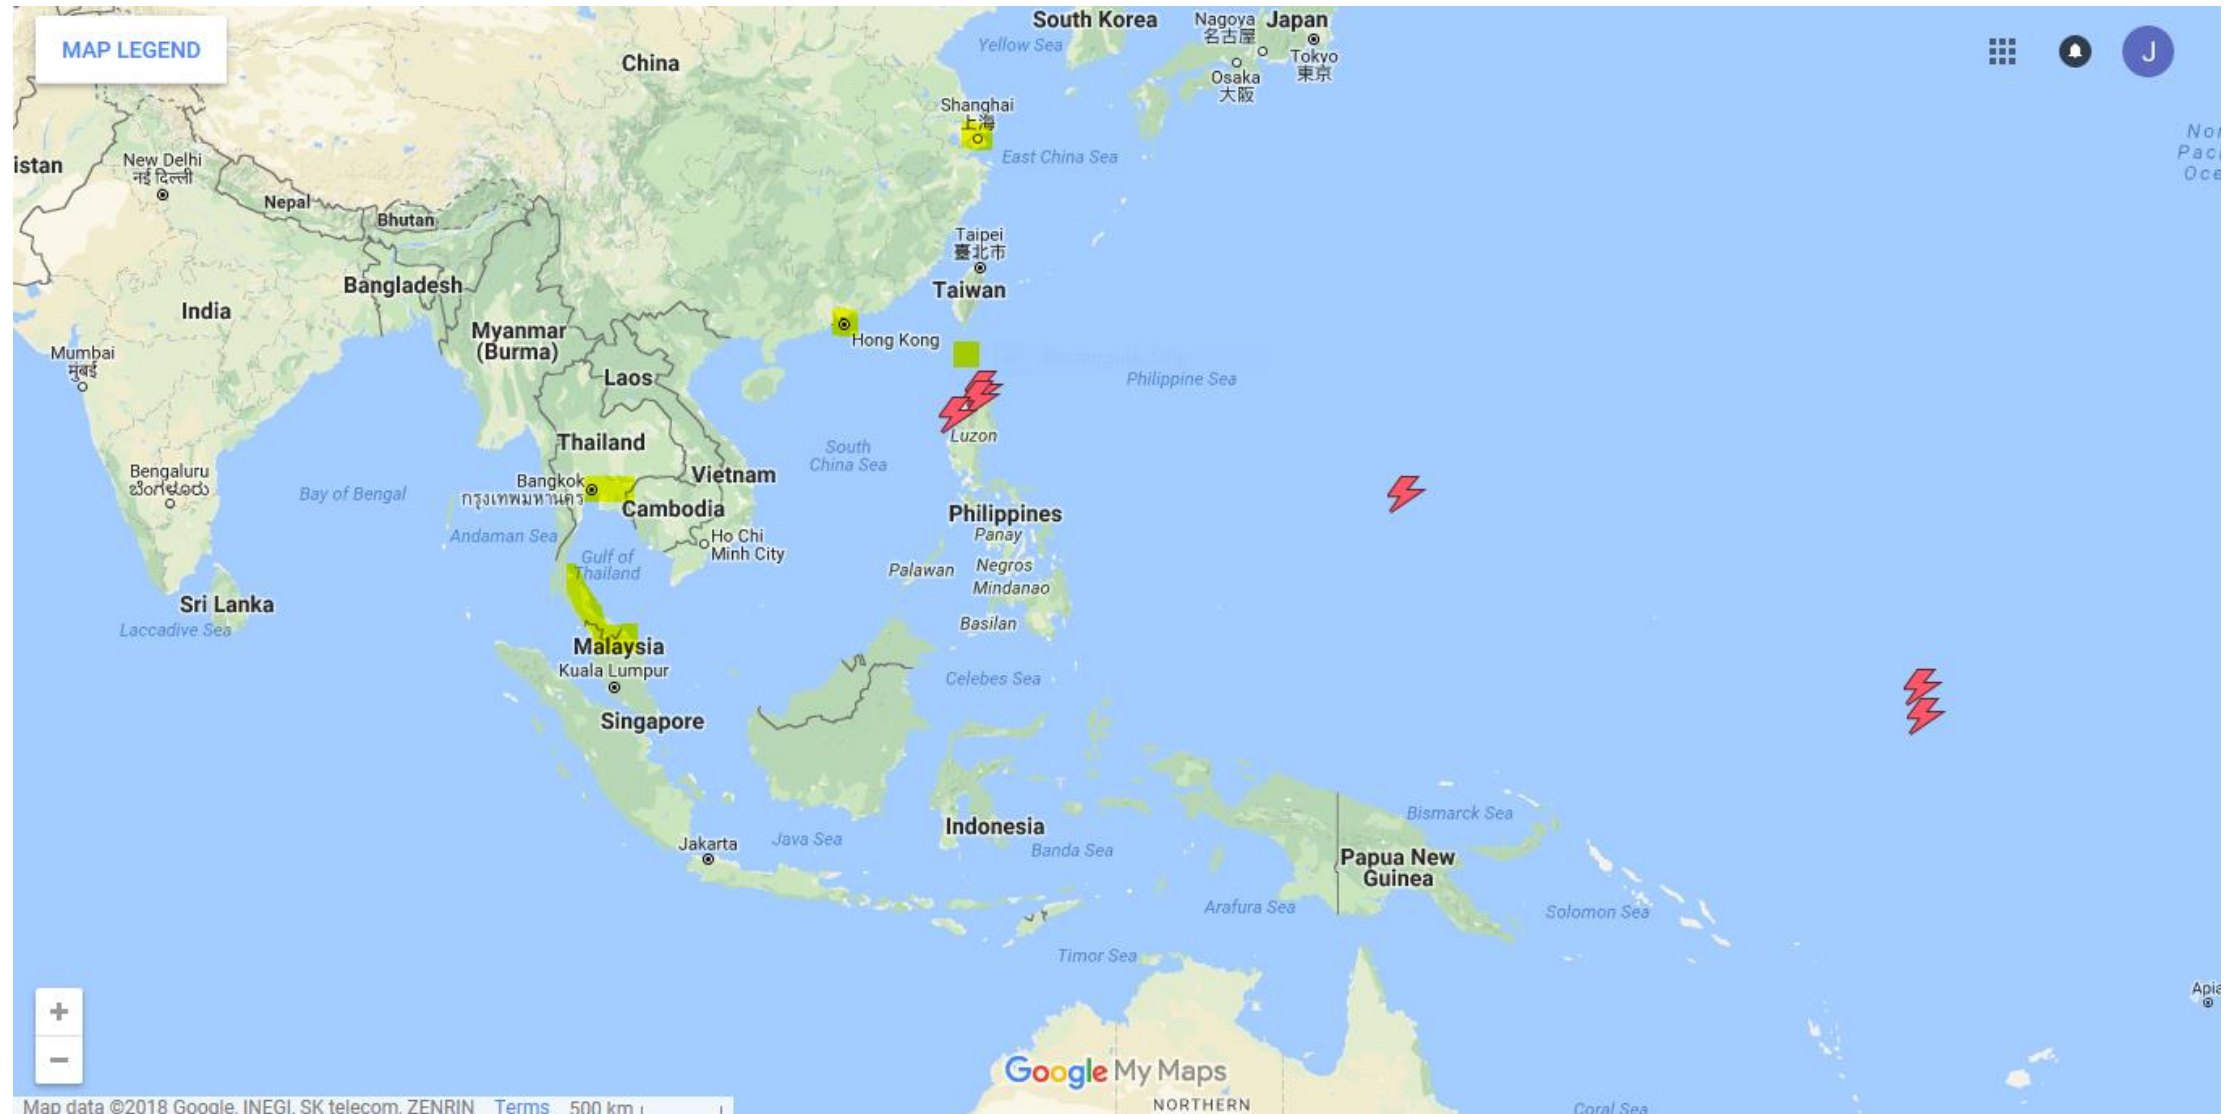 MAP LEGEND
J
South Korea
Nagoya
名古屋
Japan
Yellow Sea
Tokyo
東京
Osaka
大阪
China
Shanghai
上海
East China Sea
istan
New Delhi
नई दिल्ली
Nepal
Bhutan
Taipei
臺北市
Taiwan
Bangladesh
India
Myanmar
(Burma)
Hong Kong
Mumbai
मुंबई
Laos
Philippine Sea
Thailand
Luzon
South
China Sea
Vietnam
Bengaluru
ಬೆಂಗಳೂರು
Bay of Bengal
Bangkok
กรุงเทพมหานคร
Cambodia
Philippines
Panay
Andaman Sea
Ho Chi
Minh City
Gulf of
Thailand
Palawan
Negros
Mindanao
Sri Lanka
Laccadive Sea
Basilan
Malaysia
Kuala Lumpur
Celebes Sea
Singapore
Indonesia
Bismarck Sea
Jakarta
Java Sea
Banda Sea
Papua New
Guinea
Arafura Sea
Solomon Sea
Timor Sea
Apia
+
−
Google My Maps
NORTHERN
Coral Sea
Map data ©2018 Google, INEGI, SK telecom, ZENRIN Terms 500 km